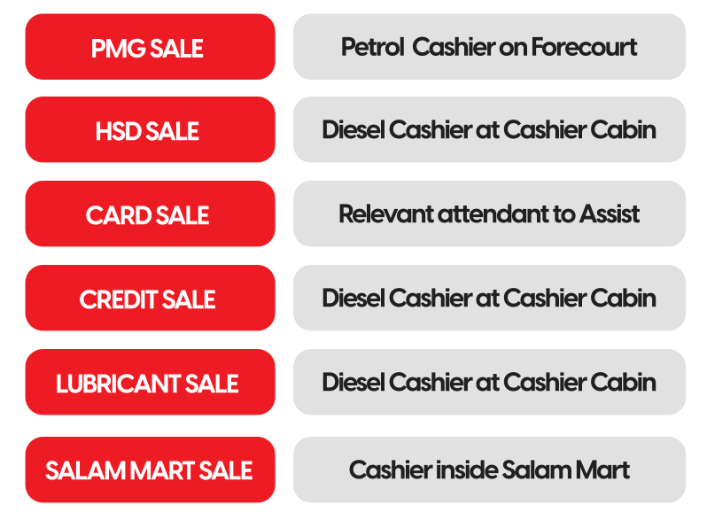 PMG SALE
Petrol Cashier on Forecourt
HSD SALE
Diesel Cashier at Cashier Cabin
CARD SALE
Relevant attendant to Assist
CREDIT SALE
Diesel Cashier at Cashier Cabin
LUBRICANT SALE
Diesel Cashier at Cashier Cabin
SALAM MART SALE
Cashier inside Salam Mart